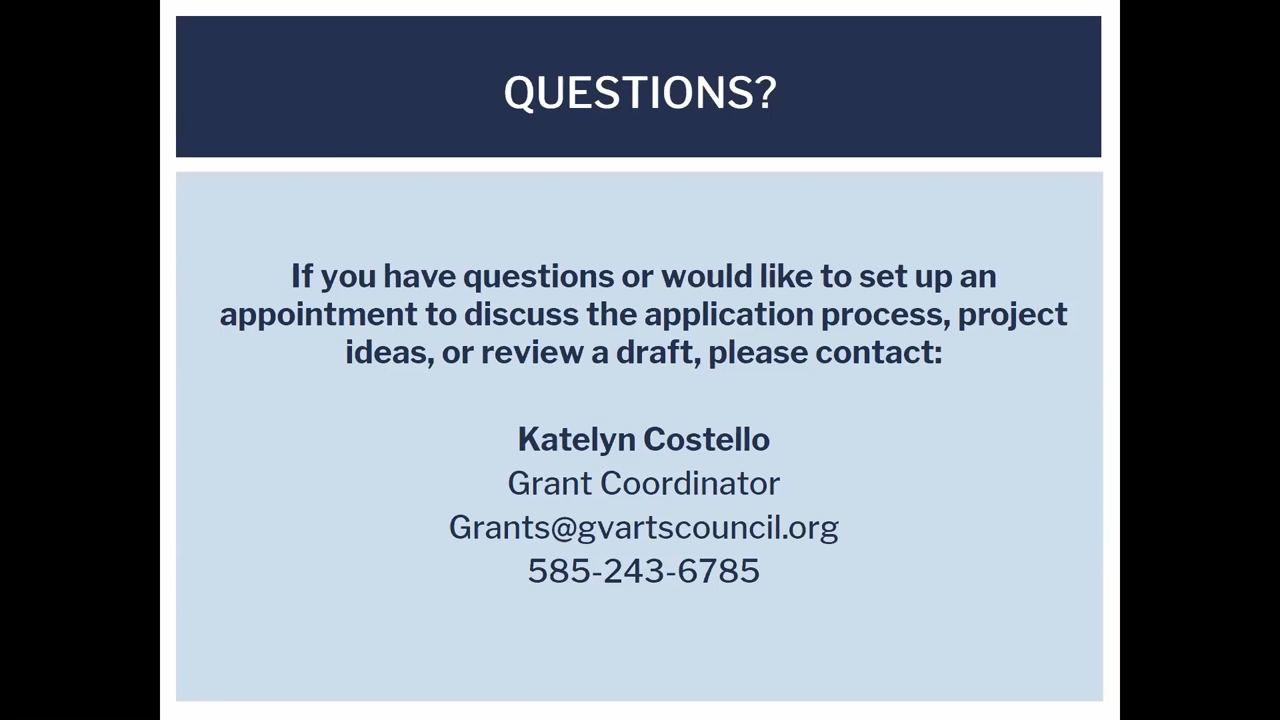 QUESTIONS?
If you have questions or would like to set up an
appointment to discuss the application process, project
ideas, or review a draft, please contact:
Katelyn Costello
Grant Coordinator
Grants@gvartscouncil.org
585-243-6785